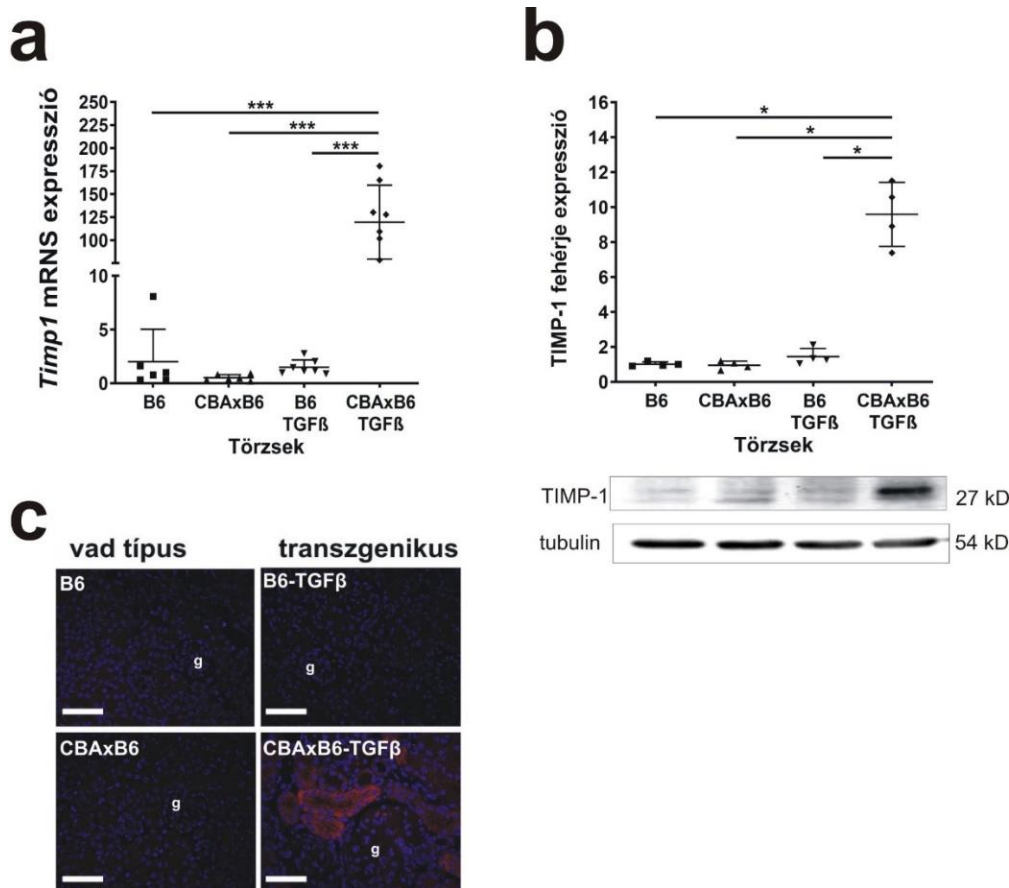 a
Timp1 mRNS expresszió
250
225
200
175
150
125
100
10
5
0
***
***
***
B6
CBAxB6
B6
TGFß
CBAxB6
TGFß
Törzsek
b
TIMP-1 fehérje expresszió
16
14
12
10
8
6
4
2
0
*
*
*
B6
CBAxB6
B6
TGFß
CBAxB6
TGFß
Törzsek
TIMP-1
27 kD
tubulin
54 kD
c
vad típus
transzgenikus
B6
g
B6-TGFβ
g
CBAxB6
g
CBAxB6-TGFβ
g